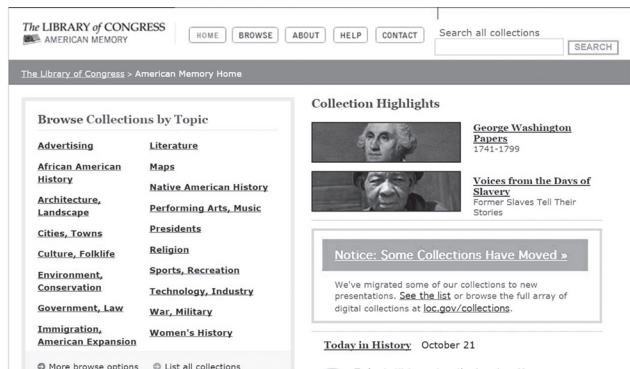 The LIBRARY of CONGRESS
AMERICAN MEMORY
HOME BROWSE ABOUT HELP CONTACT
Search all collections
SEARCH
The Library of Congress > American Memory Home
Browse Collections by Topic
Advertising
African American
History
Architecture,
Landscape
Cities, Towns
Culture, Folklife
Environment,
Conservation
Government, Law
Immigration,
American Expansion
Literature
Maps
Native American History
Performing Arts, Music
Presidents
Religion
Sports, Recreation
Technology, Industry
War, Military
Women's History
More browse options List all collections
Collection Highlights
George Washington
Papers
1741-1799
Voices from the Days of
Slavery
Former Slaves Tell Their
Stories
Notice: Some Collections Have Moved »
We've migrated some of our collections to new
presentations. See the list or browse the full array of
digital collections at loc.gov/collections.
Today in History October 21